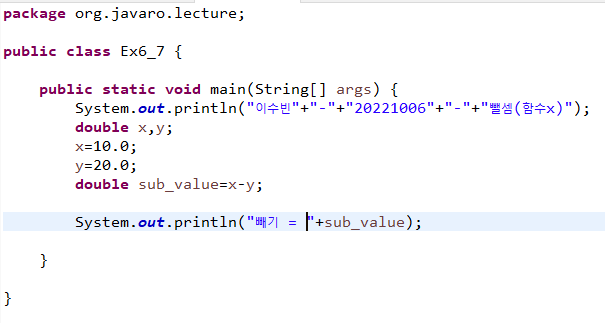 package org.javaro.lecture;
public class Ex6_7 {
public static void main(String[] args) {
System.out.println("이수빈"+"-"+"20221006"+"-"+"뺄셈(함수x)");
double x,y;
x=10.0;
y=20.0;
double sub_value=x-y;
System.out.println("빼기 = "+sub_value);
}
}